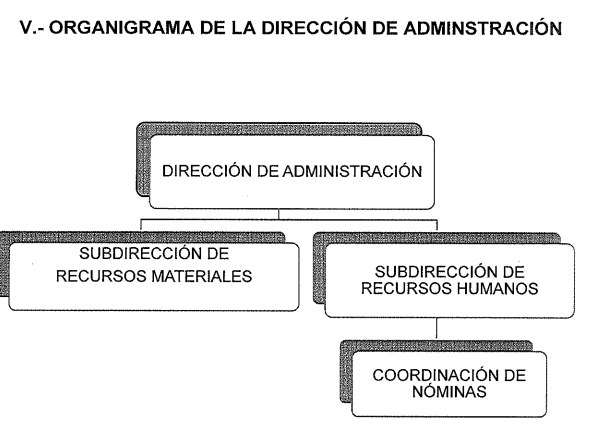 V.- ORGANIGRAMA DE LA DIRECCIÓN DE ADMINSTRACIÓN
DIRECCIÓN DE ADMINISTRACIÓN
SUBDIRECCIÓN DE
RECURSOS MATERIALES
SUBDIRECCIÓN DE
RECURSOS HUMANOS
COORDINACIÓN DE
NÓMINAS